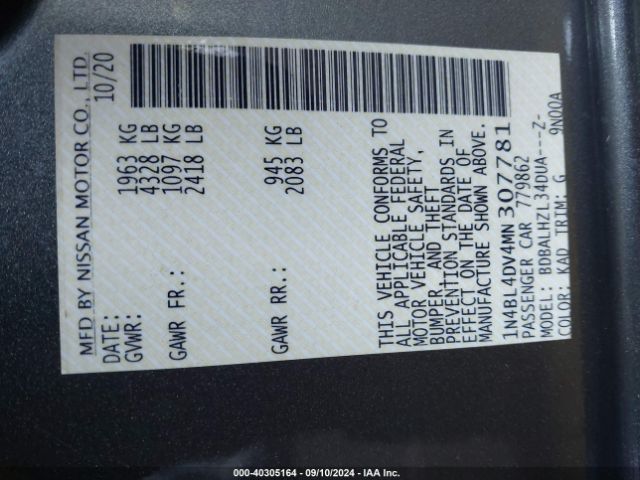 MFD BY NISSAN MOTOR CO., LTD.
DATE: 10/20
GVWR: 1963 KG
4328 LB
GAWR FR.: 1097 KG
2418 LB
GAWR RR.: 945 KG
2083 LB
THIS VEHICLE CONFORMS TO
ALL APPLICABLE FEDERAL
MOTOR VEHICLE SAFETY,
BUMPER, AND THEFT
PREVENTION STANDARDS IN
EFFECT ON THE DATE OF
MANUFACTURE SHOWN ABOVE.
1N4BL4DV4MN307781
PASSENGER CAR 779862
MODEL: BDBALHZL34DUA---Z-
COLOR: KAD TRIM: G 9N00A
000-40305164 - 09/10/2024 - IAA Inc.